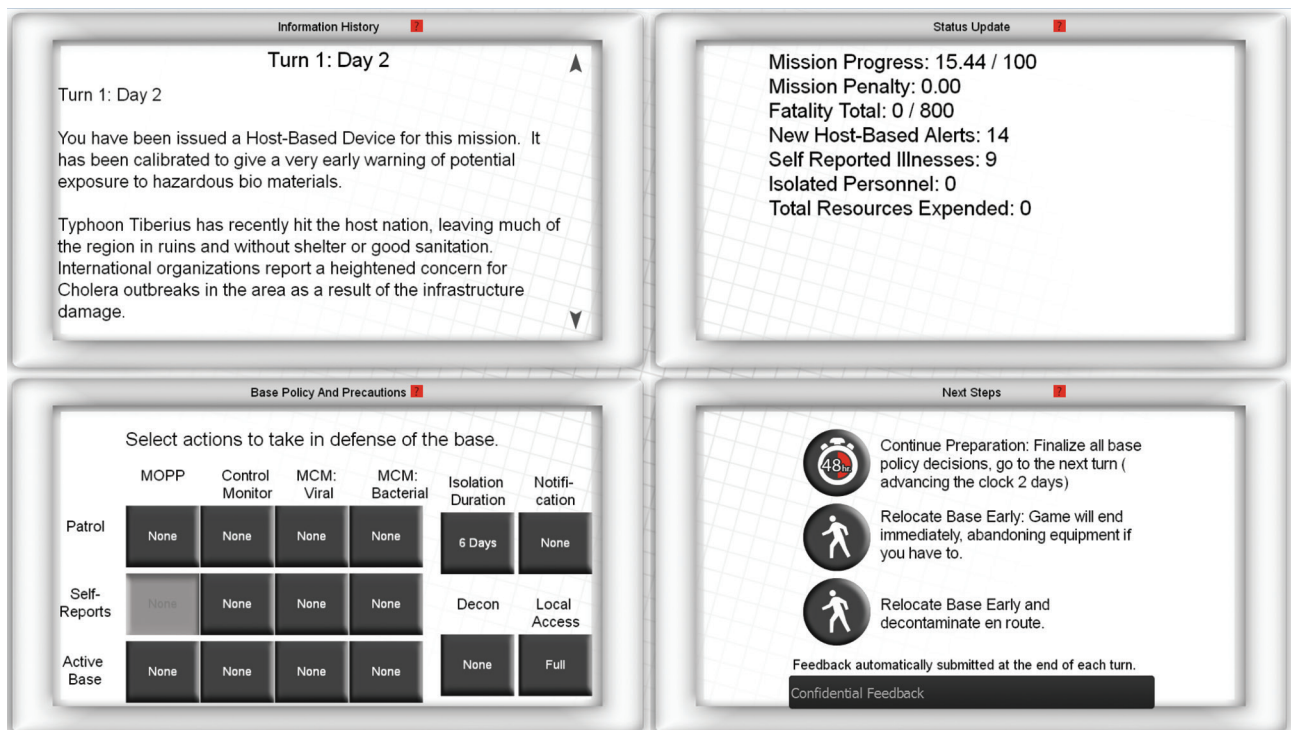 Information History ?
Turn 1: Day 2
Turn 1: Day 2
You have been issued a Host-Based Device for this mission. It
has been calibrated to give a very early warning of potential
exposure to hazardous bio materials.
Typhoon Tiberius has recently hit the host nation, leaving much of
the region in ruins and without shelter or good sanitation.
International organizations report a heightened concern for
Cholera outbreaks in the area as a result of the infrastructure
damage.
Status Update ?
Mission Progress: 15.44 / 100
Mission Penalty: 0.00
Fatality Total: 0 / 800
New Host-Based Alerts: 14
Self Reported Illnesses: 9
Isolated Personnel: 0
Total Resources Expended: 0
Base Policy And Precautions ?
Select actions to take in defense of the base.
MOPP Control Monitor MCM: Viral MCM: Bacterial Isolation Duration Notifi-cation
Patrol None None None None 6 Days None
Self-Reports None None None None Decon Local Access
Active Base None None None None None Full
Next Steps ?
48hr.
Continue Preparation: Finalize all base
policy decisions, go to the next turn (
advancing the clock 2 days)
Relocate Base Early: Game will end
immediately, abandoning equipment if
you have to.
Relocate Base Early and
decontaminate en route.
Feedback automatically submitted at the end of each turn.
Confidential Feedback